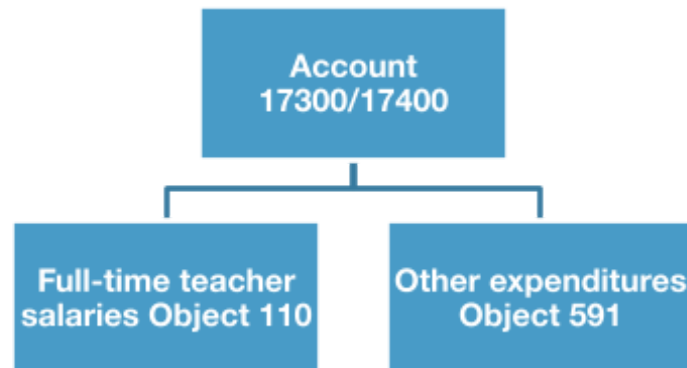 Account
17300/17400
Full-time teacher
salaries Object 110
Other expenditures
Object 591